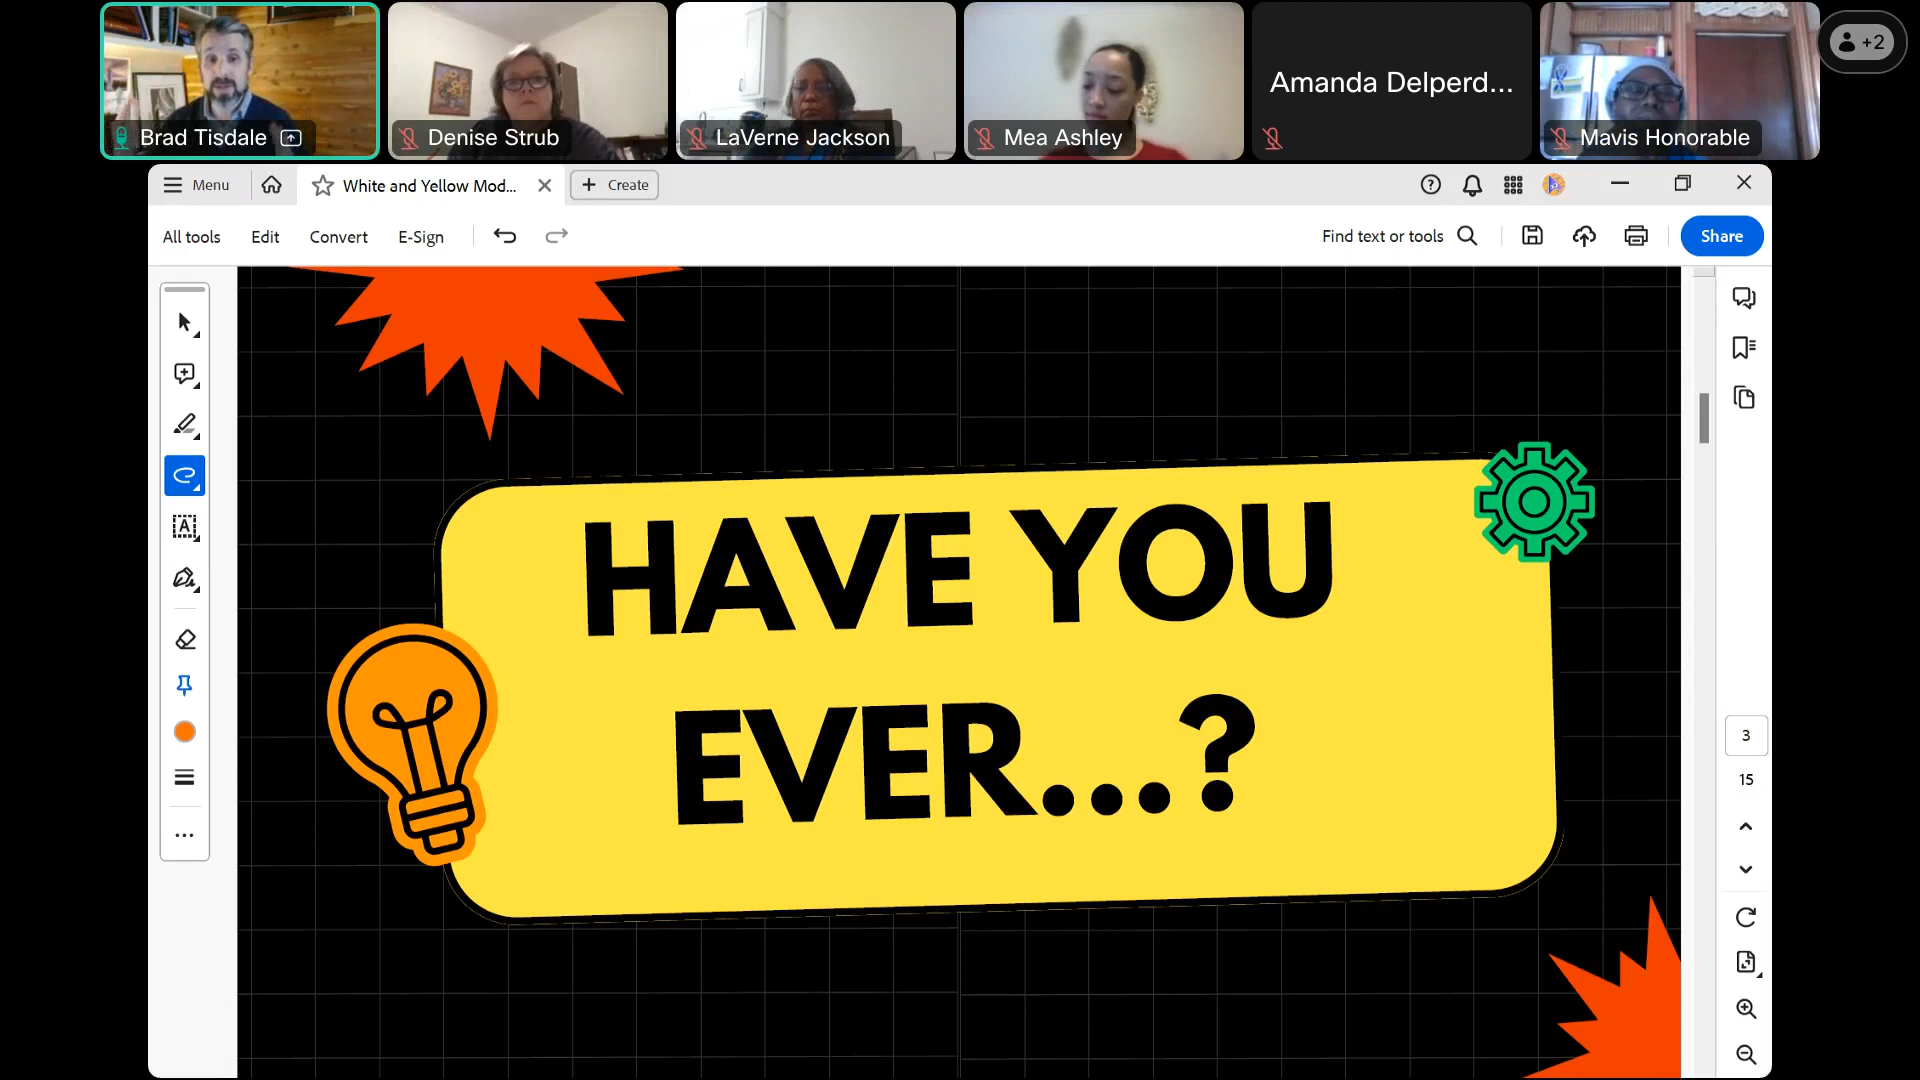 Brad Tisdale
Denise Strub
LaVerne Jackson
Mea Ashley
Amanda Delperd...
Mavis Honorable
+2
Menu
White and Yellow Mod...
Create
All tools
Edit
Convert
E-Sign
Find text or tools
Share
HAVE YOU
EVER...?
3
15